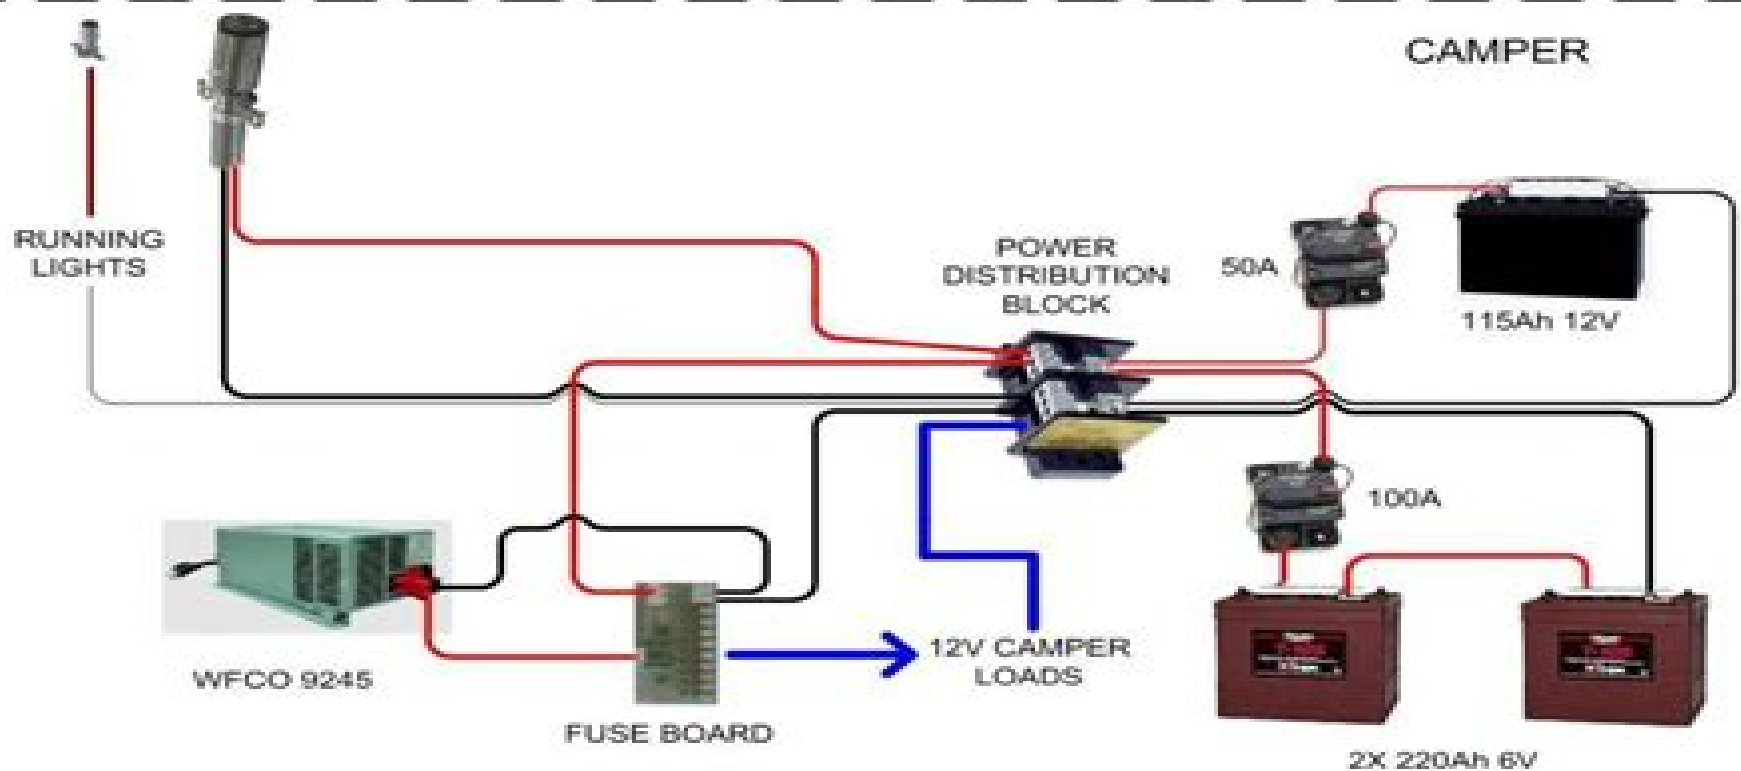 CAMPER
RUNNING
LIGHTS
POWER
DISTRIBUTION
BLOCK
50A
115Ah 12V
100A
WFCO 9245
FUSE BOARD
12V CAMPER
LOADS
2X 220Ah 6V